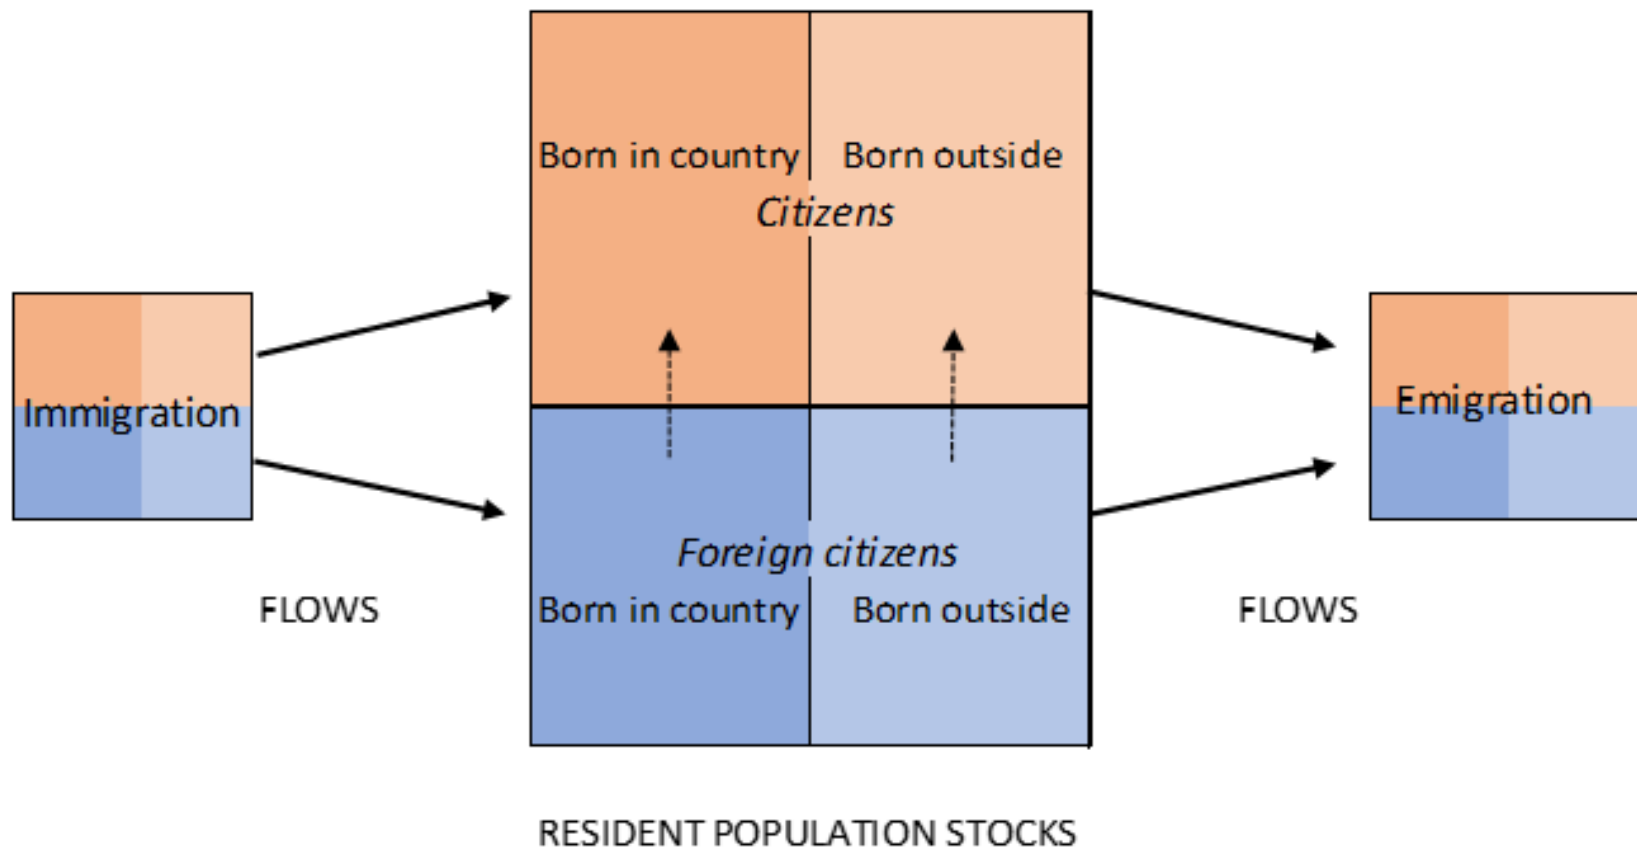 Born in country
Born outside
Citizens
Immigration
Emigration
Foreign citizens
Born in country
Born outside
FLOWS
FLOWS
RESIDENT POPULATION STOCKS